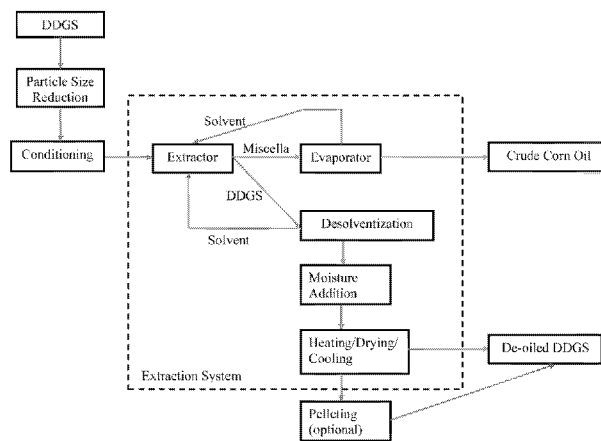 DDGS
Particle Size
Reduction
Conditioning
Solvent
Extractor
Miscella
Evaporator
Crude Corn Oil
DDGS
Desolventization
Solvent
Moisture
Addition
Heating/Drying/
Cooling
De-oiled DDGS
Extraction System
Pelleting
(optional)